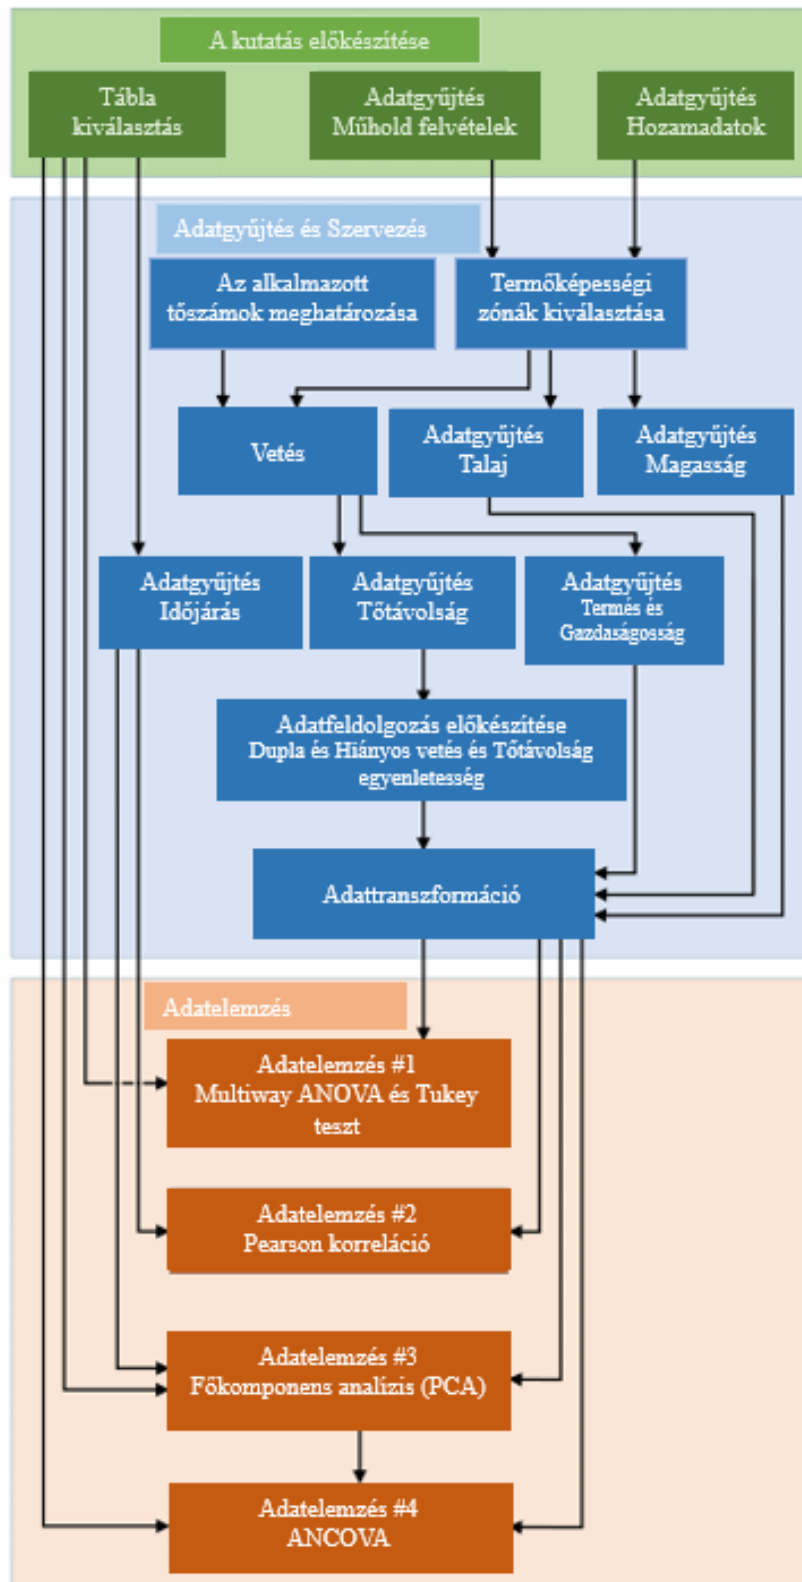 A kutatás előkészítése
Tábla
kiválasztás
Adatgyűjtés
Műhold felvételek
Adatgyűjtés
Hozamadatok
Adatgyűjtés és Szervezés
Az alkalmazott
tőszámok meghatározása
Termőképességi
zónák kiválasztása
Vetés
Adatgyűjtés
Talaj
Adatgyűjtés
Magasság
Adatgyűjtés
Időjárás
Adatgyűjtés
Tőtávolság
Adatgyűjtés
Termés és
Gazdaságosság
Adatfeldolgozás előkészítése
Dupla és Hiányos vetés és Tőtávolság
egyenletesség
Adattranszformáció
Adatelemzés
Adatelemzés #1
Multiway ANOVA és Tukey
teszt
Adatelemzés #2
Pearson korreláció
Adatelemzés #3
Főkomponens analízis (PCA)
Adatelemzés #4
ANCOVA